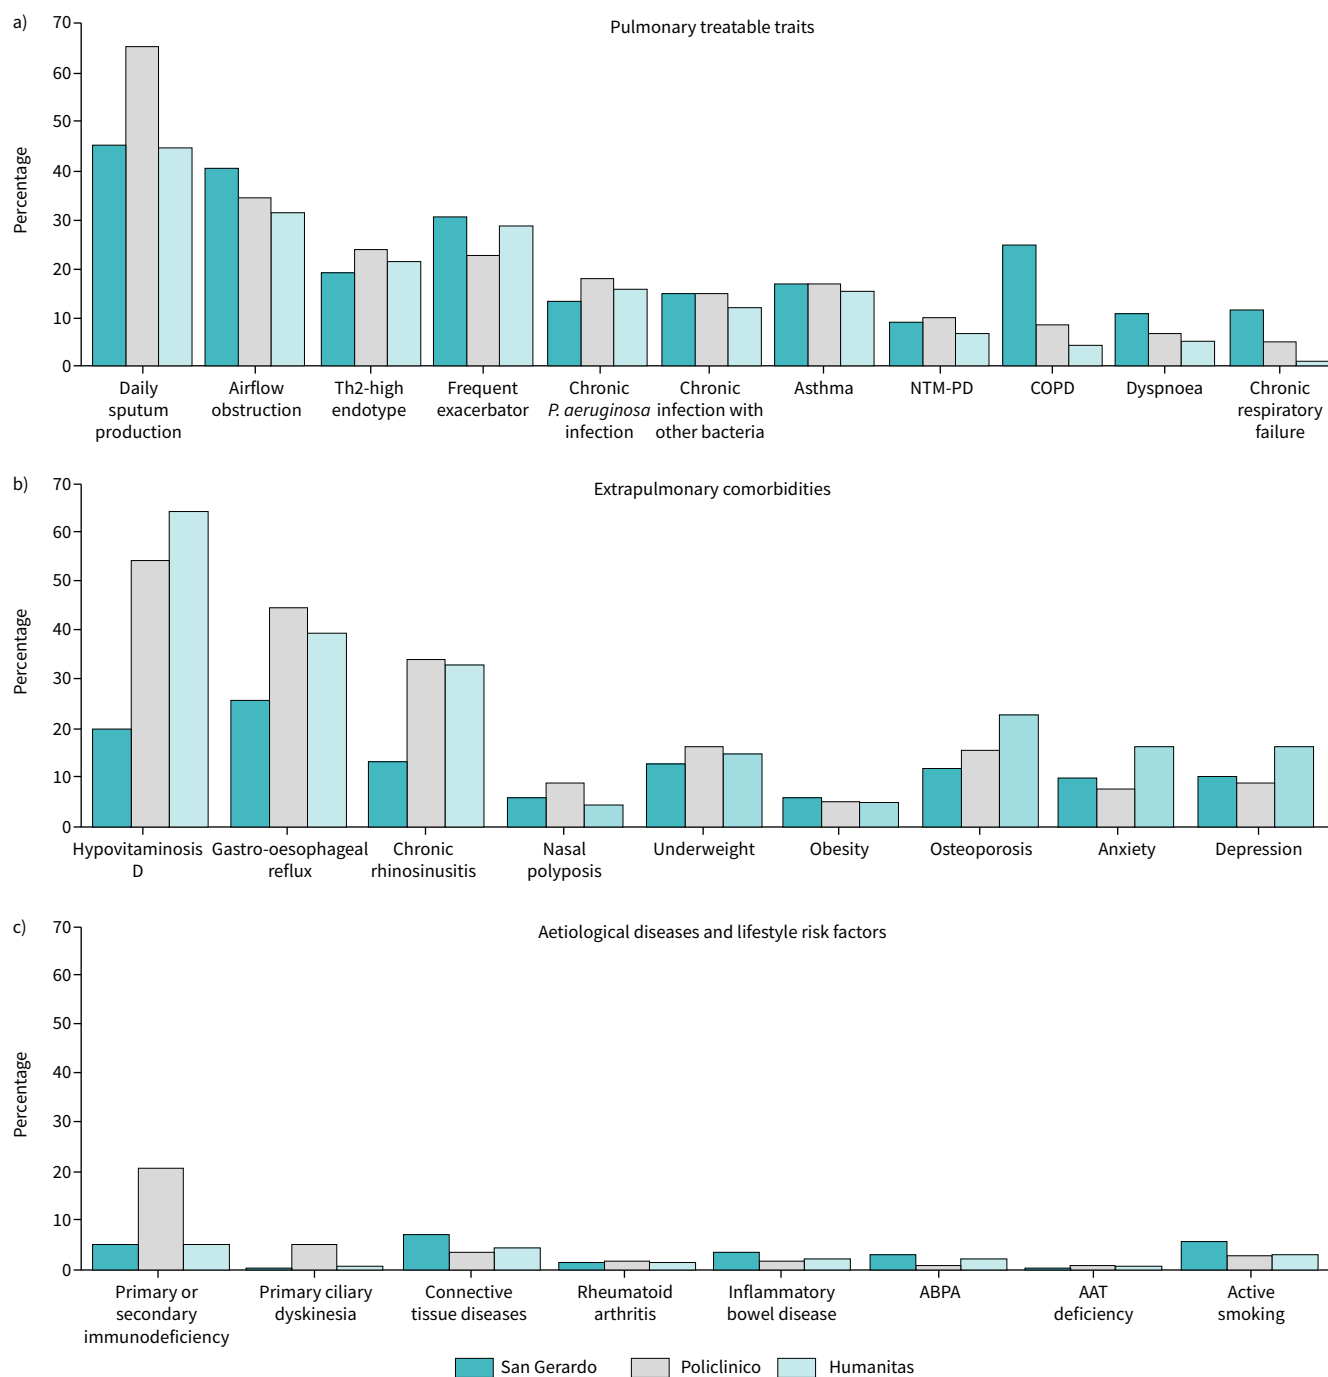 a)
Pulmonary treatable traits
Percentage
70
60
50
40
30
20
10
0
Daily
sputum
production
Airflow
obstruction
Th2-high
endotype
Frequent
exacerbator
Chronic
P. aeruginosa
infection
Chronic
infection with
other bacteria
Asthma
NTM-PD
COPD
Dyspnoea
Chronic
respiratory
failure
b)
Extrapulmonary comorbidities
Percentage
70
60
50
40
30
20
10
0
Hypovitaminosis
D
Gastro-oesophageal
reflux
Chronic
rhinosinusitis
Nasal
polyposis
Underweight
Obesity
Osteoporosis
Anxiety
Depression
c)
Aetiological diseases and lifestyle risk factors
Percentage
70
60
50
40
30
20
10
0
Primary or
secondary
immunodeficiency
Primary ciliary
dyskinesia
Connective
tissue diseases
Rheumatoid
arthritis
Inflammatory
bowel disease
ABPA
AAT
deficiency
Active
smoking
San Gerardo
Policlinico
Humanitas